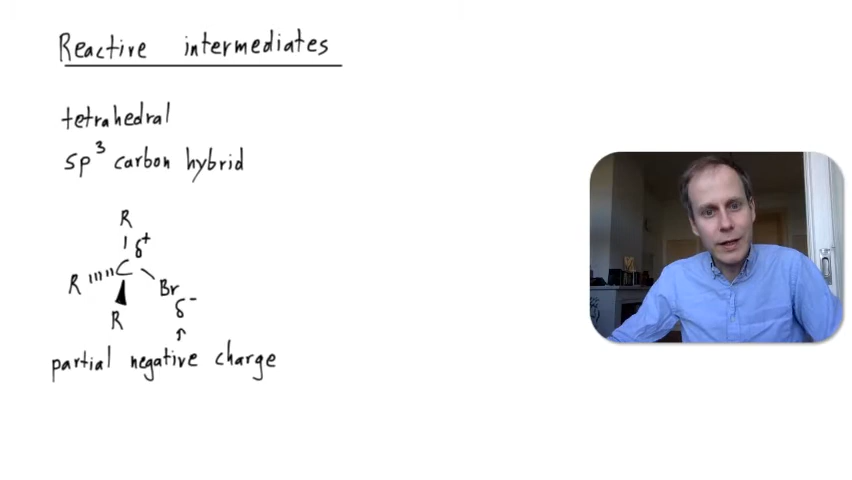 Reactive intermediates
tetrahedral
sp³ carbon hybrid
R
δ+
R C Br
δ-
R
partial negative charge